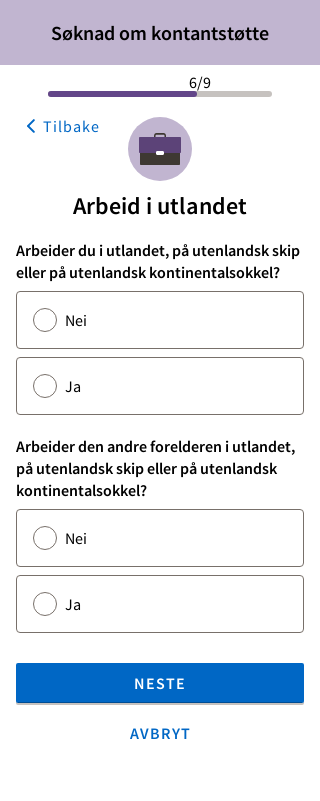 Søknad om kontantstøtte
6/9
Tilbake
Arbeid i utlandet
Arbeider du i utlandet, på utenlandsk skip
eller på utenlandsk kontinentalsokkel?
Nei
Ja
Arbeider den andre forelderen i utlandet,
på utenlandsk skip eller på utenlandsk
kontinentalsokkel?
Nei
Ja
NESTE
AVBRYT